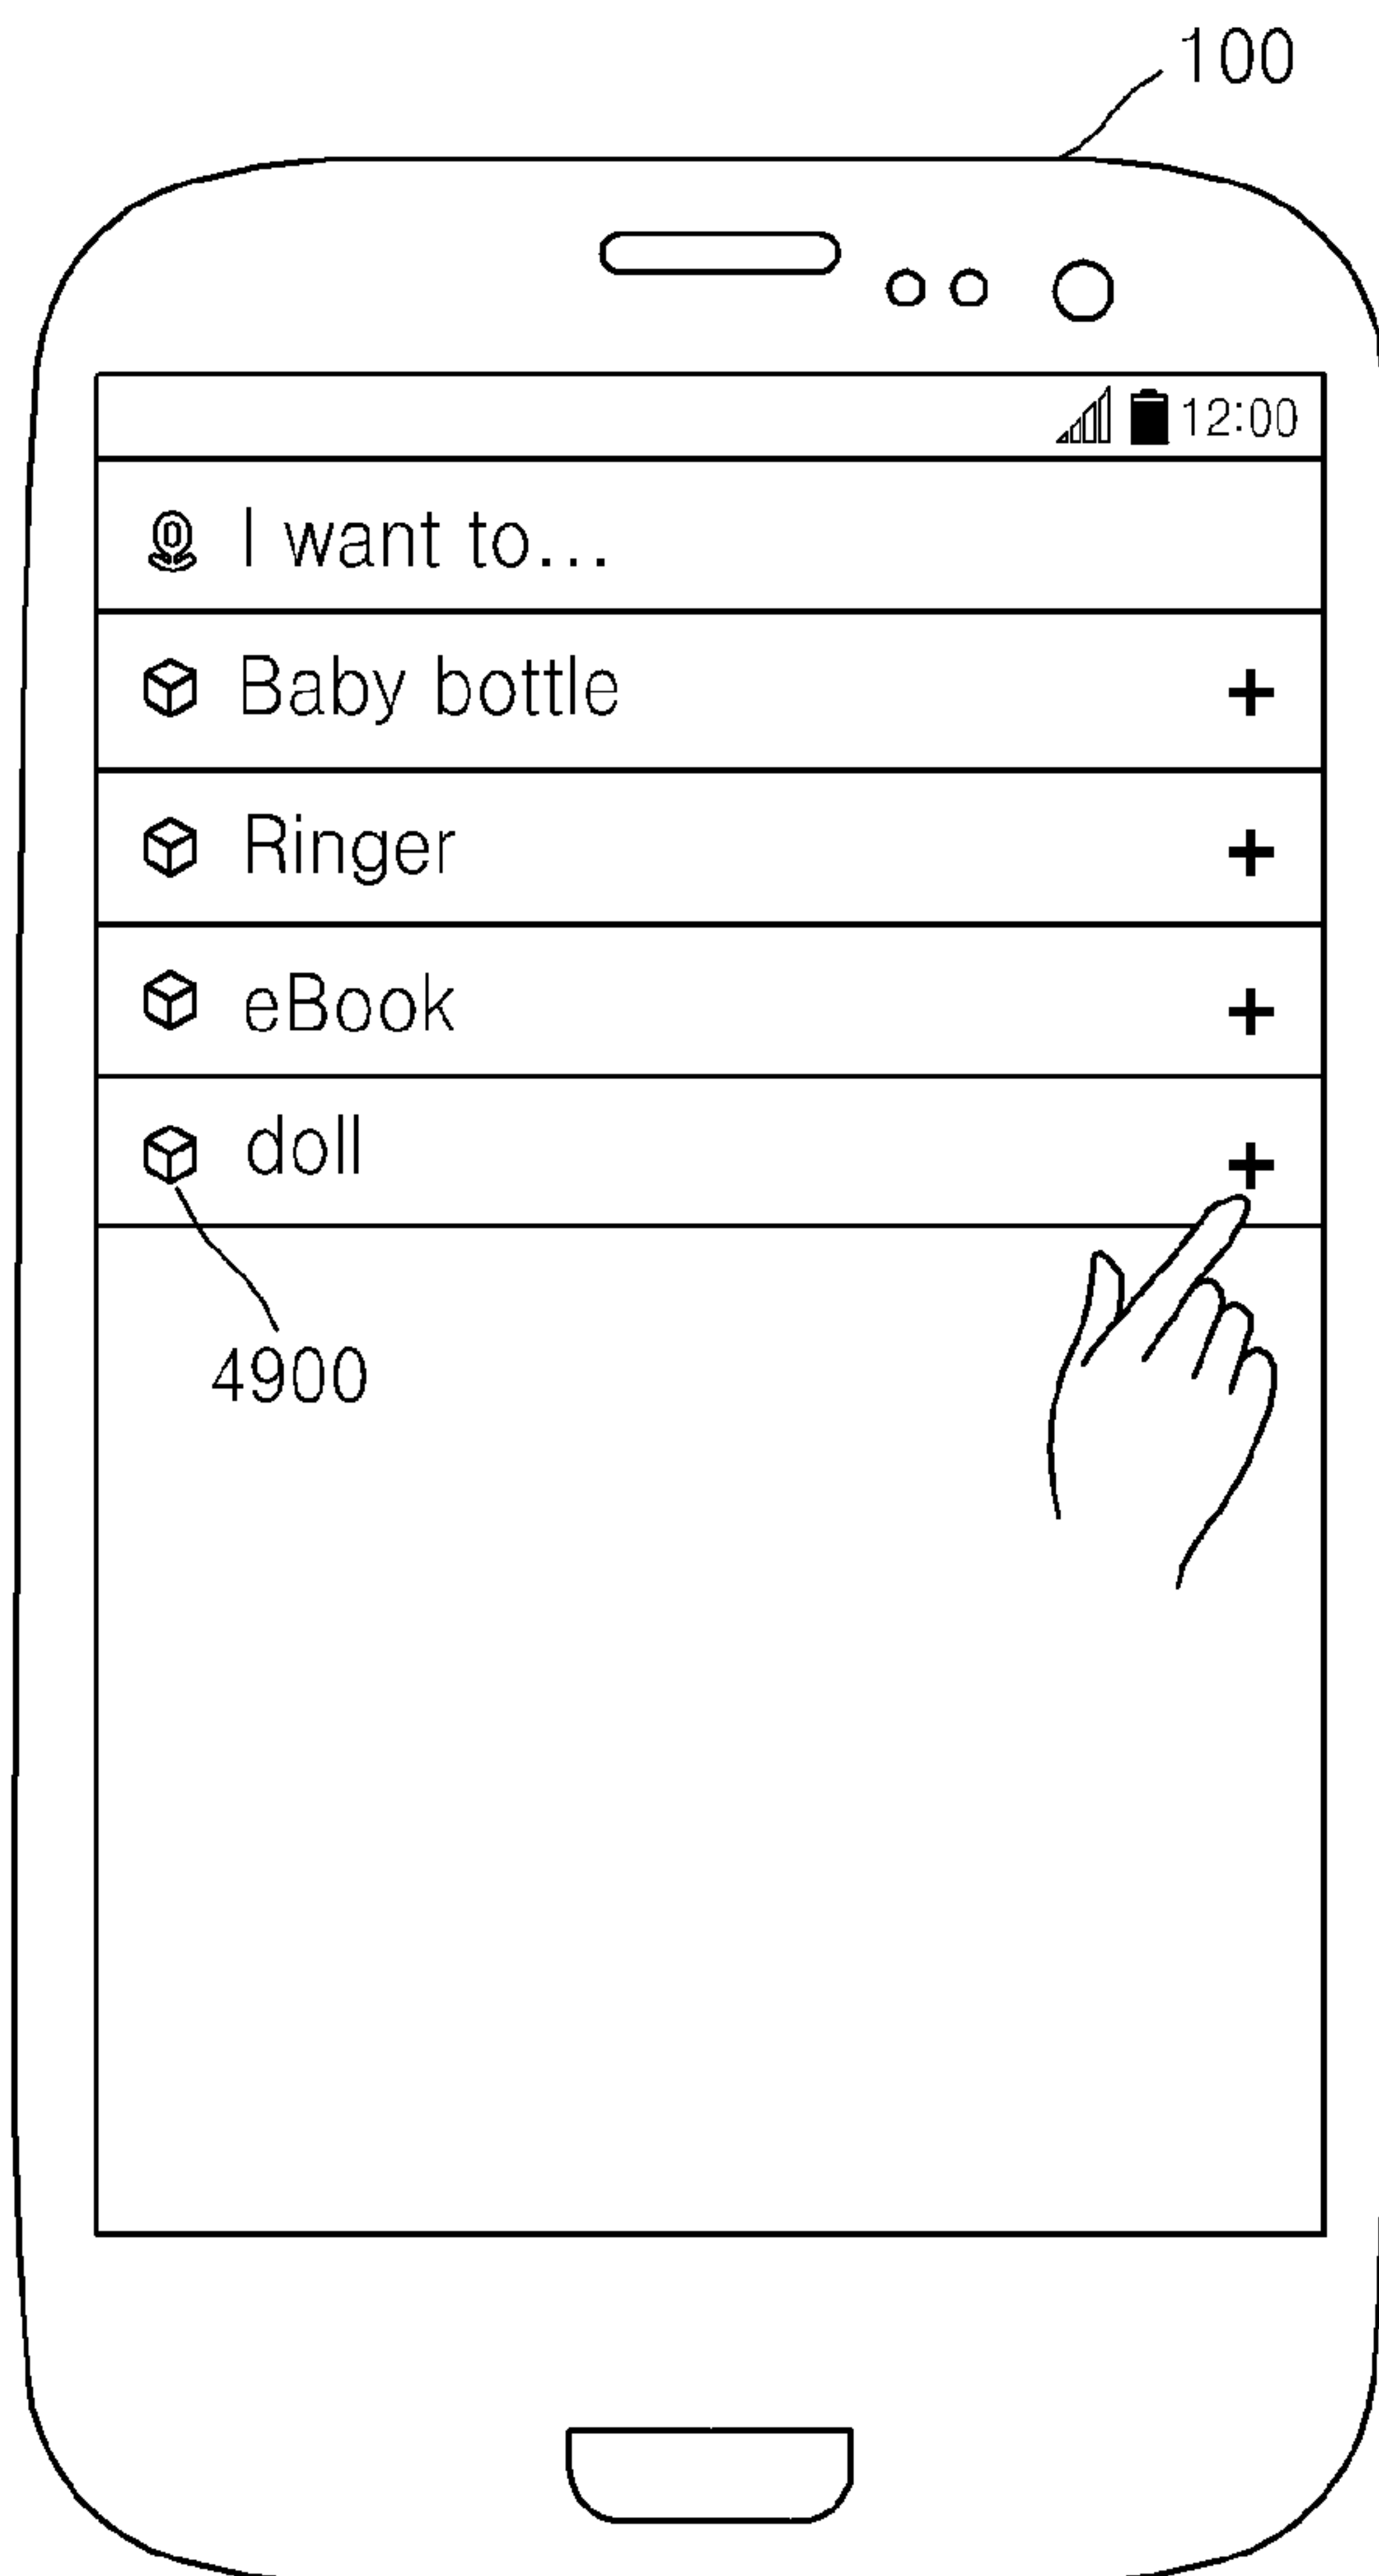 100
12:00
I want to...
Baby bottle
+
Ringer
+
eBook
+
doll
+
4900